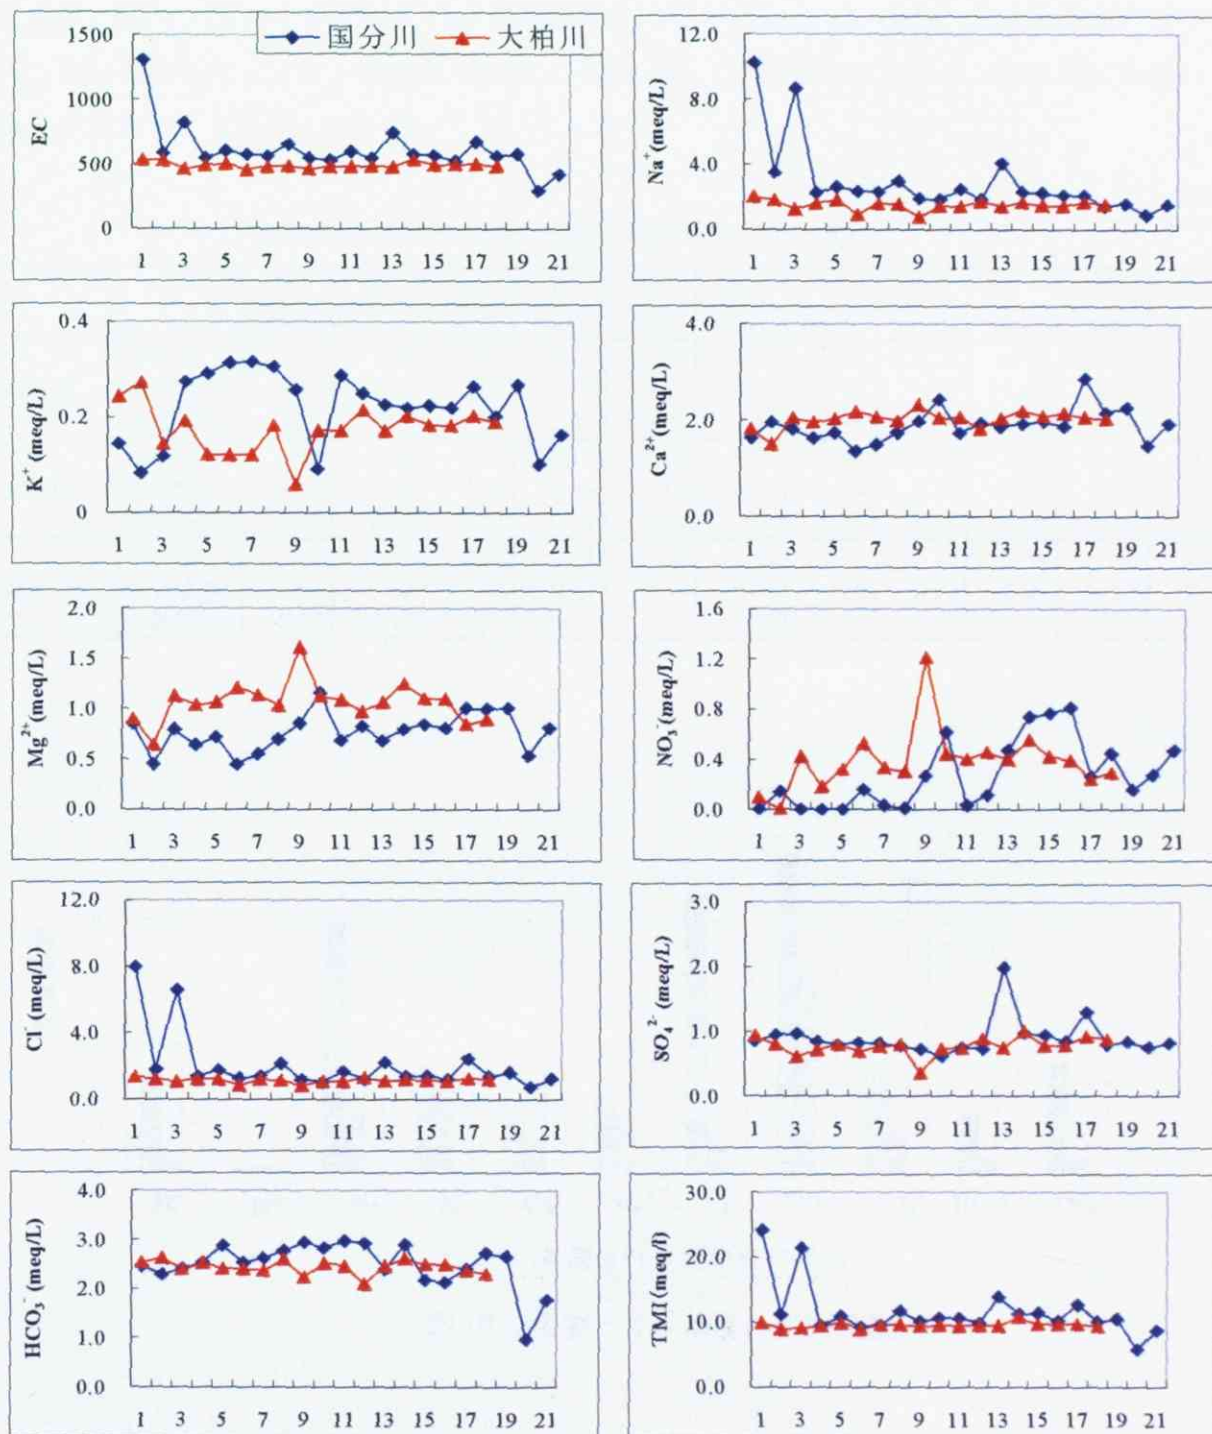 国分川 大柏川
EC
1500
1000
500
0
1 3 5 7 9 11 13 15 17 19 21
Na⁺(meq/L)
12.0
8.0
4.0
0.0
1 3 5 7 9 11 13 15 17 19 21
K⁺ (meq/L)
0.4
0.2
0
1 3 5 7 9 11 13 15 17 19 21
Ca²⁺(meq/L)
4.0
2.0
0.0
1 3 5 7 9 11 13 15 17 19 21
Mg²⁺(meq/L)
2.0
1.5
1.0
0.5
0.0
1 3 5 7 9 11 13 15 17 19 21
NO₃⁻(meq/L)
1.6
1.2
0.8
0.4
0.0
1 3 5 7 9 11 13 15 17 19 21
Cl⁻ (meq/L)
12.0
8.0
4.0
0.0
1 3 5 7 9 11 13 15 17 19 21
SO₄²⁻ (meq/L)
3.0
2.0
1.0
0.0
1 3 5 7 9 11 13 15 17 19 21
HCO₃⁻ (meq/L)
4.0
3.0
2.0
1.0
0.0
1 3 5 7 9 11 13 15 17 19 21
TMI(meq/l)
30.0
20.0
10.0
0.0
1 3 5 7 9 11 13 15 17 19 21